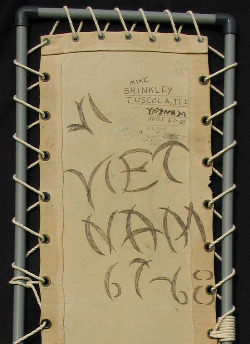 MIKE
BRINKLEY
TUSCOLA, ILL
VIET
NAM
67-68